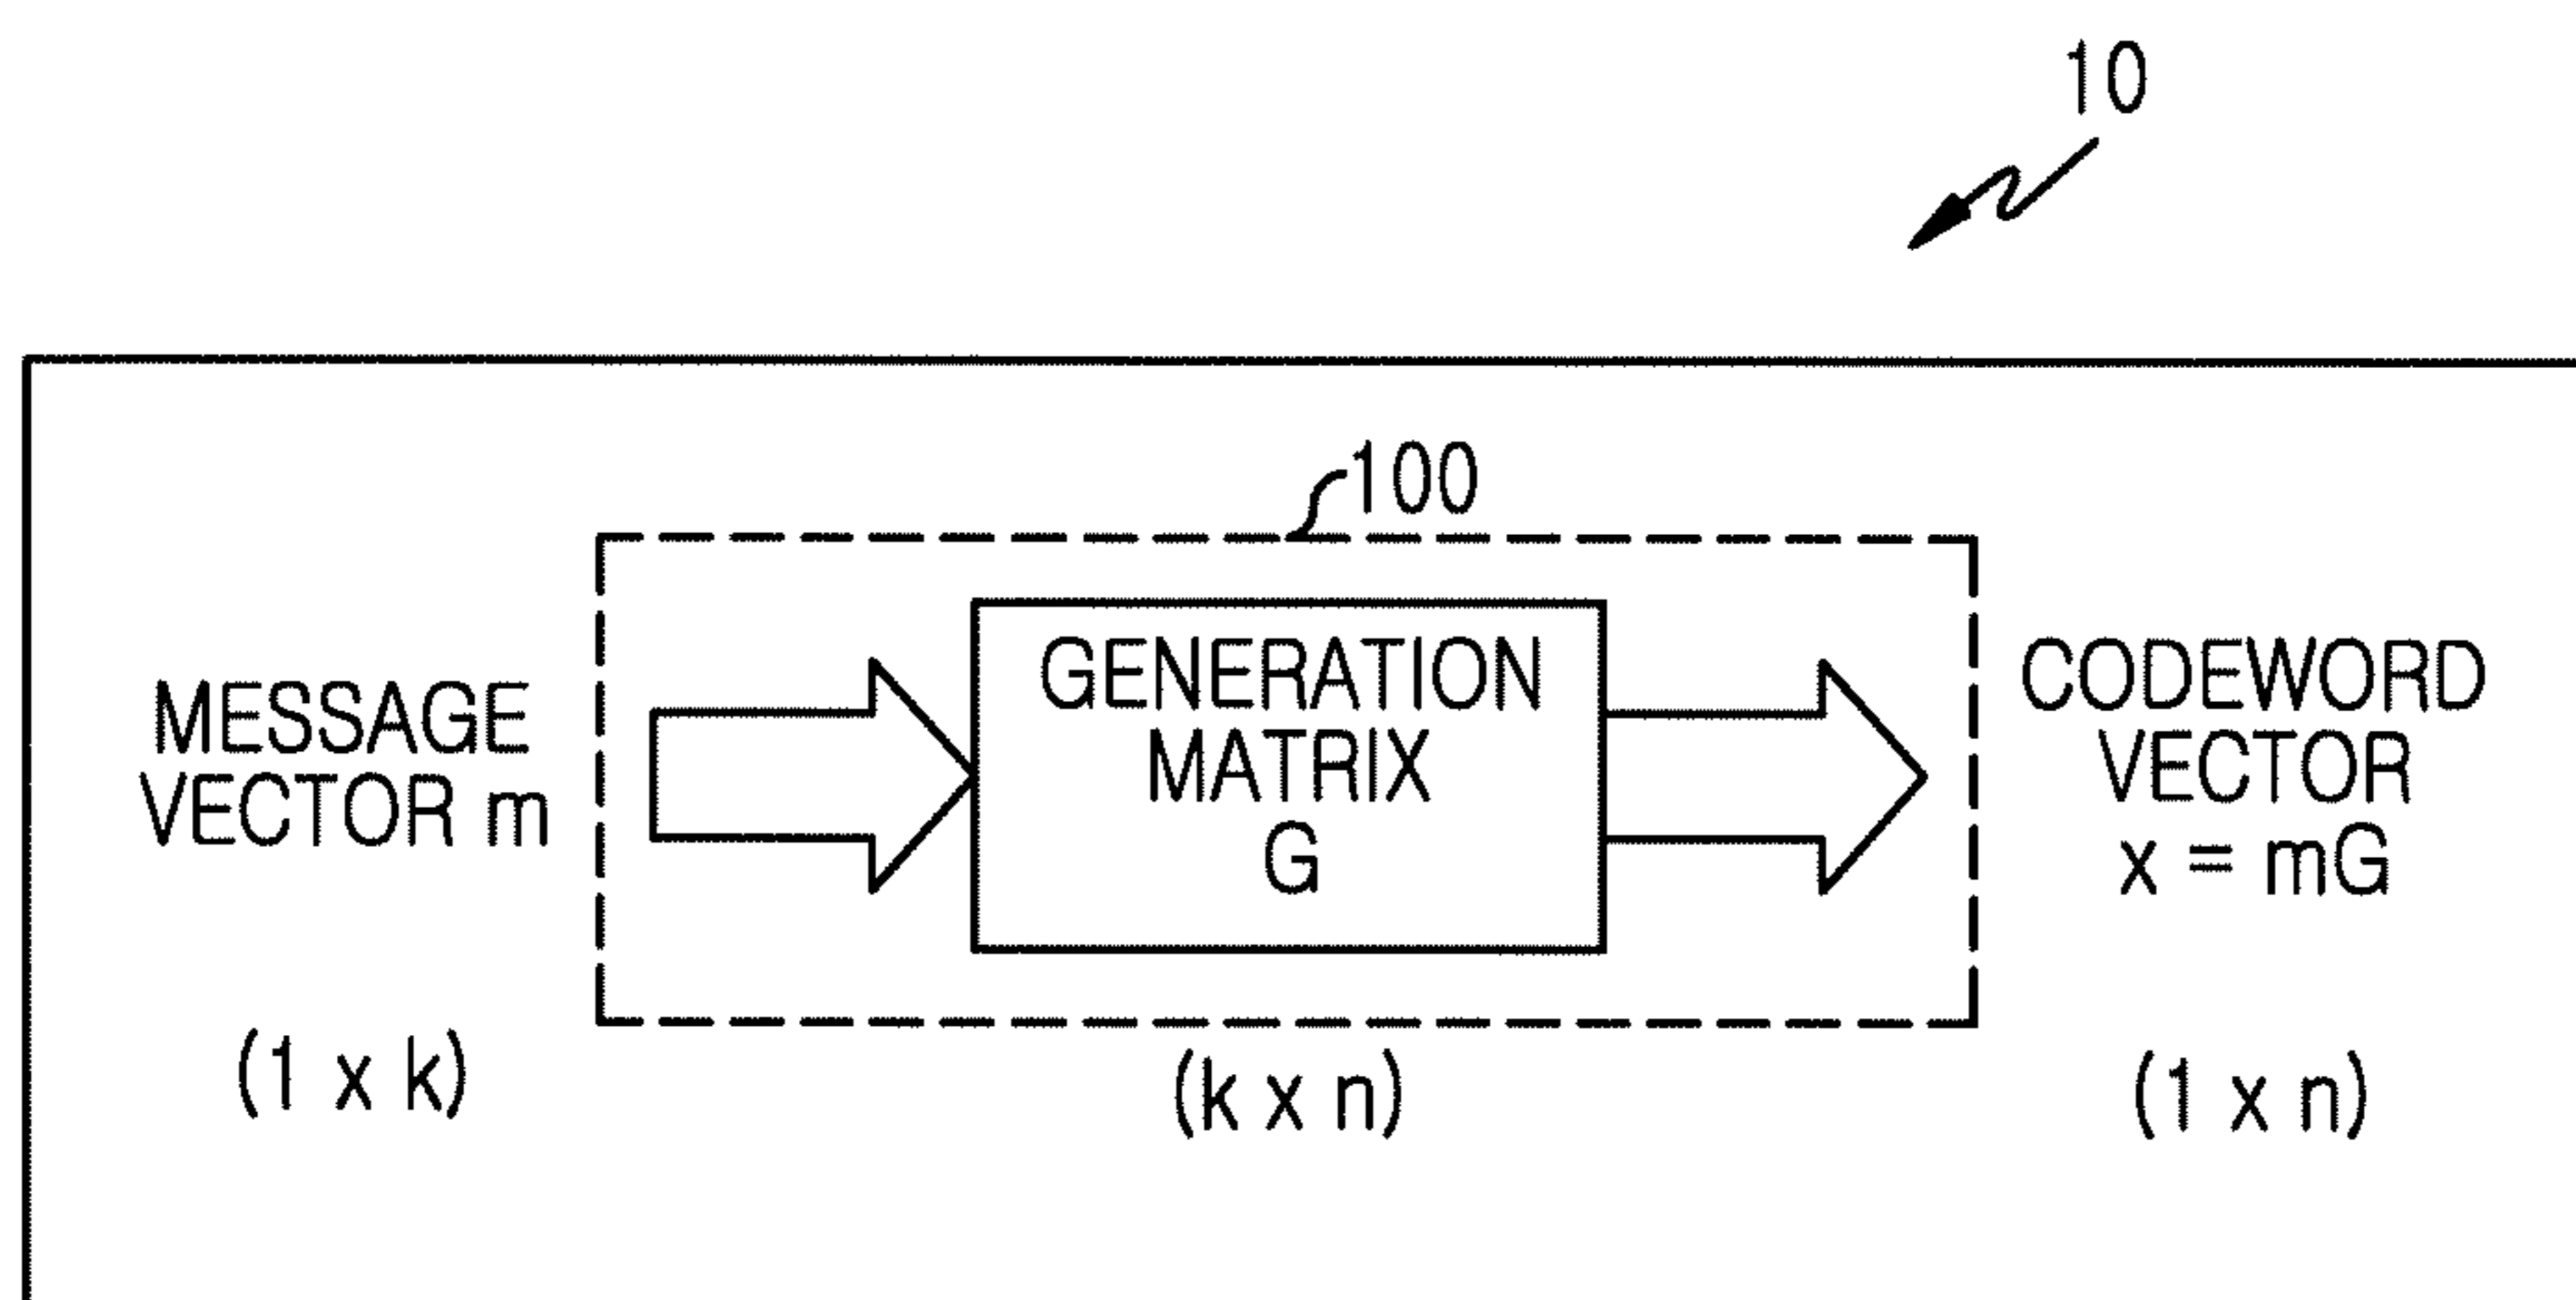 10
100
MESSAGE
VECTOR m
(1 x k)
GENERATION
MATRIX
G
(k x n)
CODEWORD
VECTOR
x = mG
(1 x n)